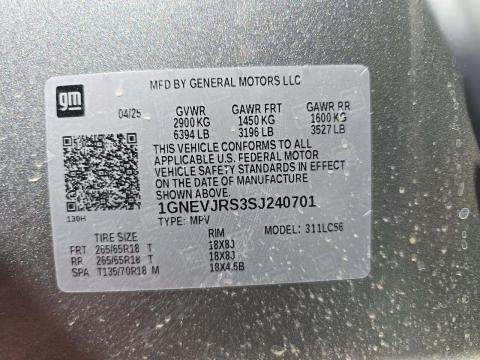 MFD BY GENERAL MOTORS LLC
gm
04/25 GVWR GAWR FRT GAWR RR
2900 KG 1450 KG 1600 KG
6394 LB 3196 LB 3527 LB
THIS VEHICLE CONFORMS TO ALL
APPLICABLE U.S. FEDERAL MOTOR
VEHICLE SAFETY STANDARDS IN EFFECT
ON THE DATE OF MANUFACTURE
SHOWN ABOVE.
130H
1GNEVJRS3SJ240701
TYPE: MPV MODEL: 311LC56
TIRE SIZE RIM
FRT 265/65R18 T 18X8J
RR 265/65R18 T 18X8J
SPA T135/70R18 M 18X4.5B